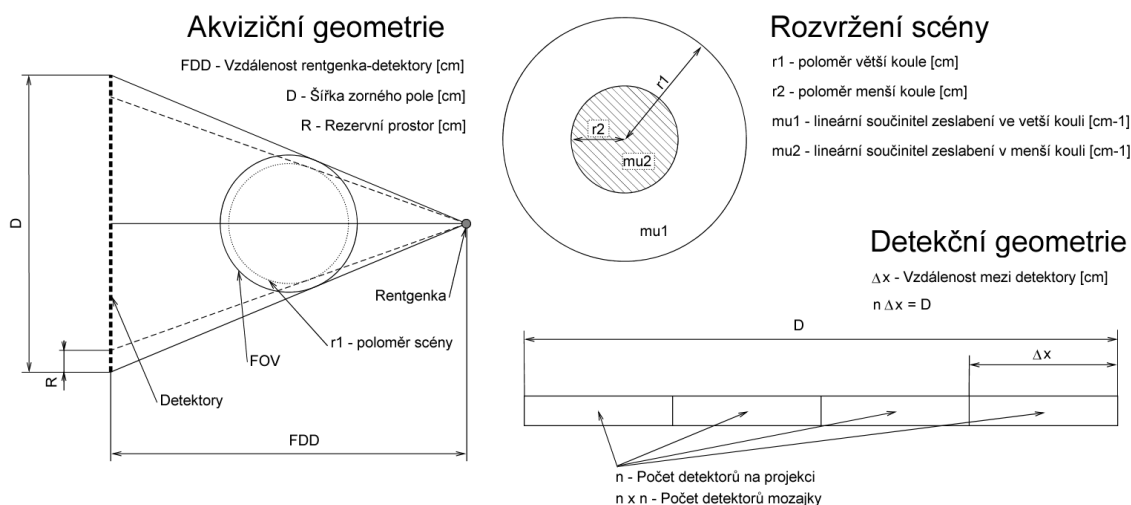 Akviziční geometrie
FDD - Vzdálenost rentgenka-detektory [cm]
D - Šířka zorného pole [cm]
R - Rezervní prostor [cm]
D
R
Rentgenka
r1 - poloměr scény
FOV
Detektory
FDD
r1
r2
mu2
mu1
Rozvržení scény
r1 - poloměr větší koule [cm]
r2 - poloměr menší koule [cm]
mu1 - lineární součinitel zeslabení ve vetší kouli [cm-1]
mu2 - lineární součinitel zeslabení v menší kouli [cm-1]
Detekční geometrie
Δx - Vzdálenost mezi detektory [cm]
n Δx = D
D
Δx
n - Počet detektorů na projekci
n x n - Počet detektorů mozajky